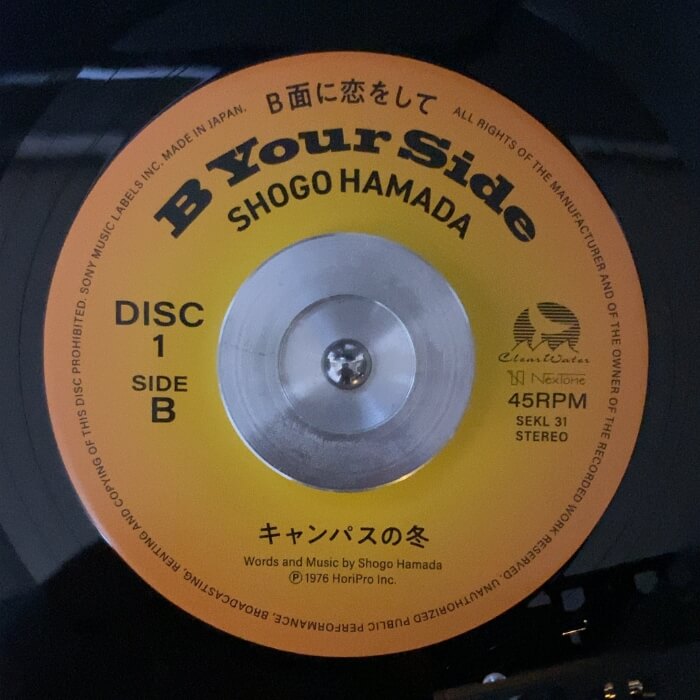 B面に恋をして
B Your Side
SHOGO HAMADA
DISC
1
SIDE
B
ClearWater
NexTone
45RPM
SEKL 31
STEREO
キャンパスの冬
Words and Music by Shogo Hamada
Ⓟ 1976 HoriPro Inc.
ALL RIGHTS OF THE MANUFACTURER AND OF THE OWNER OF THE RECORDED WORK RESERVED. UNAUTHORIZED PUBLIC PERFORMANCE, BROADCASTING, RENTING AND COPYING OF THIS DISC PROHIBITED. SONY MUSIC LABELS INC. MADE IN JAPAN.